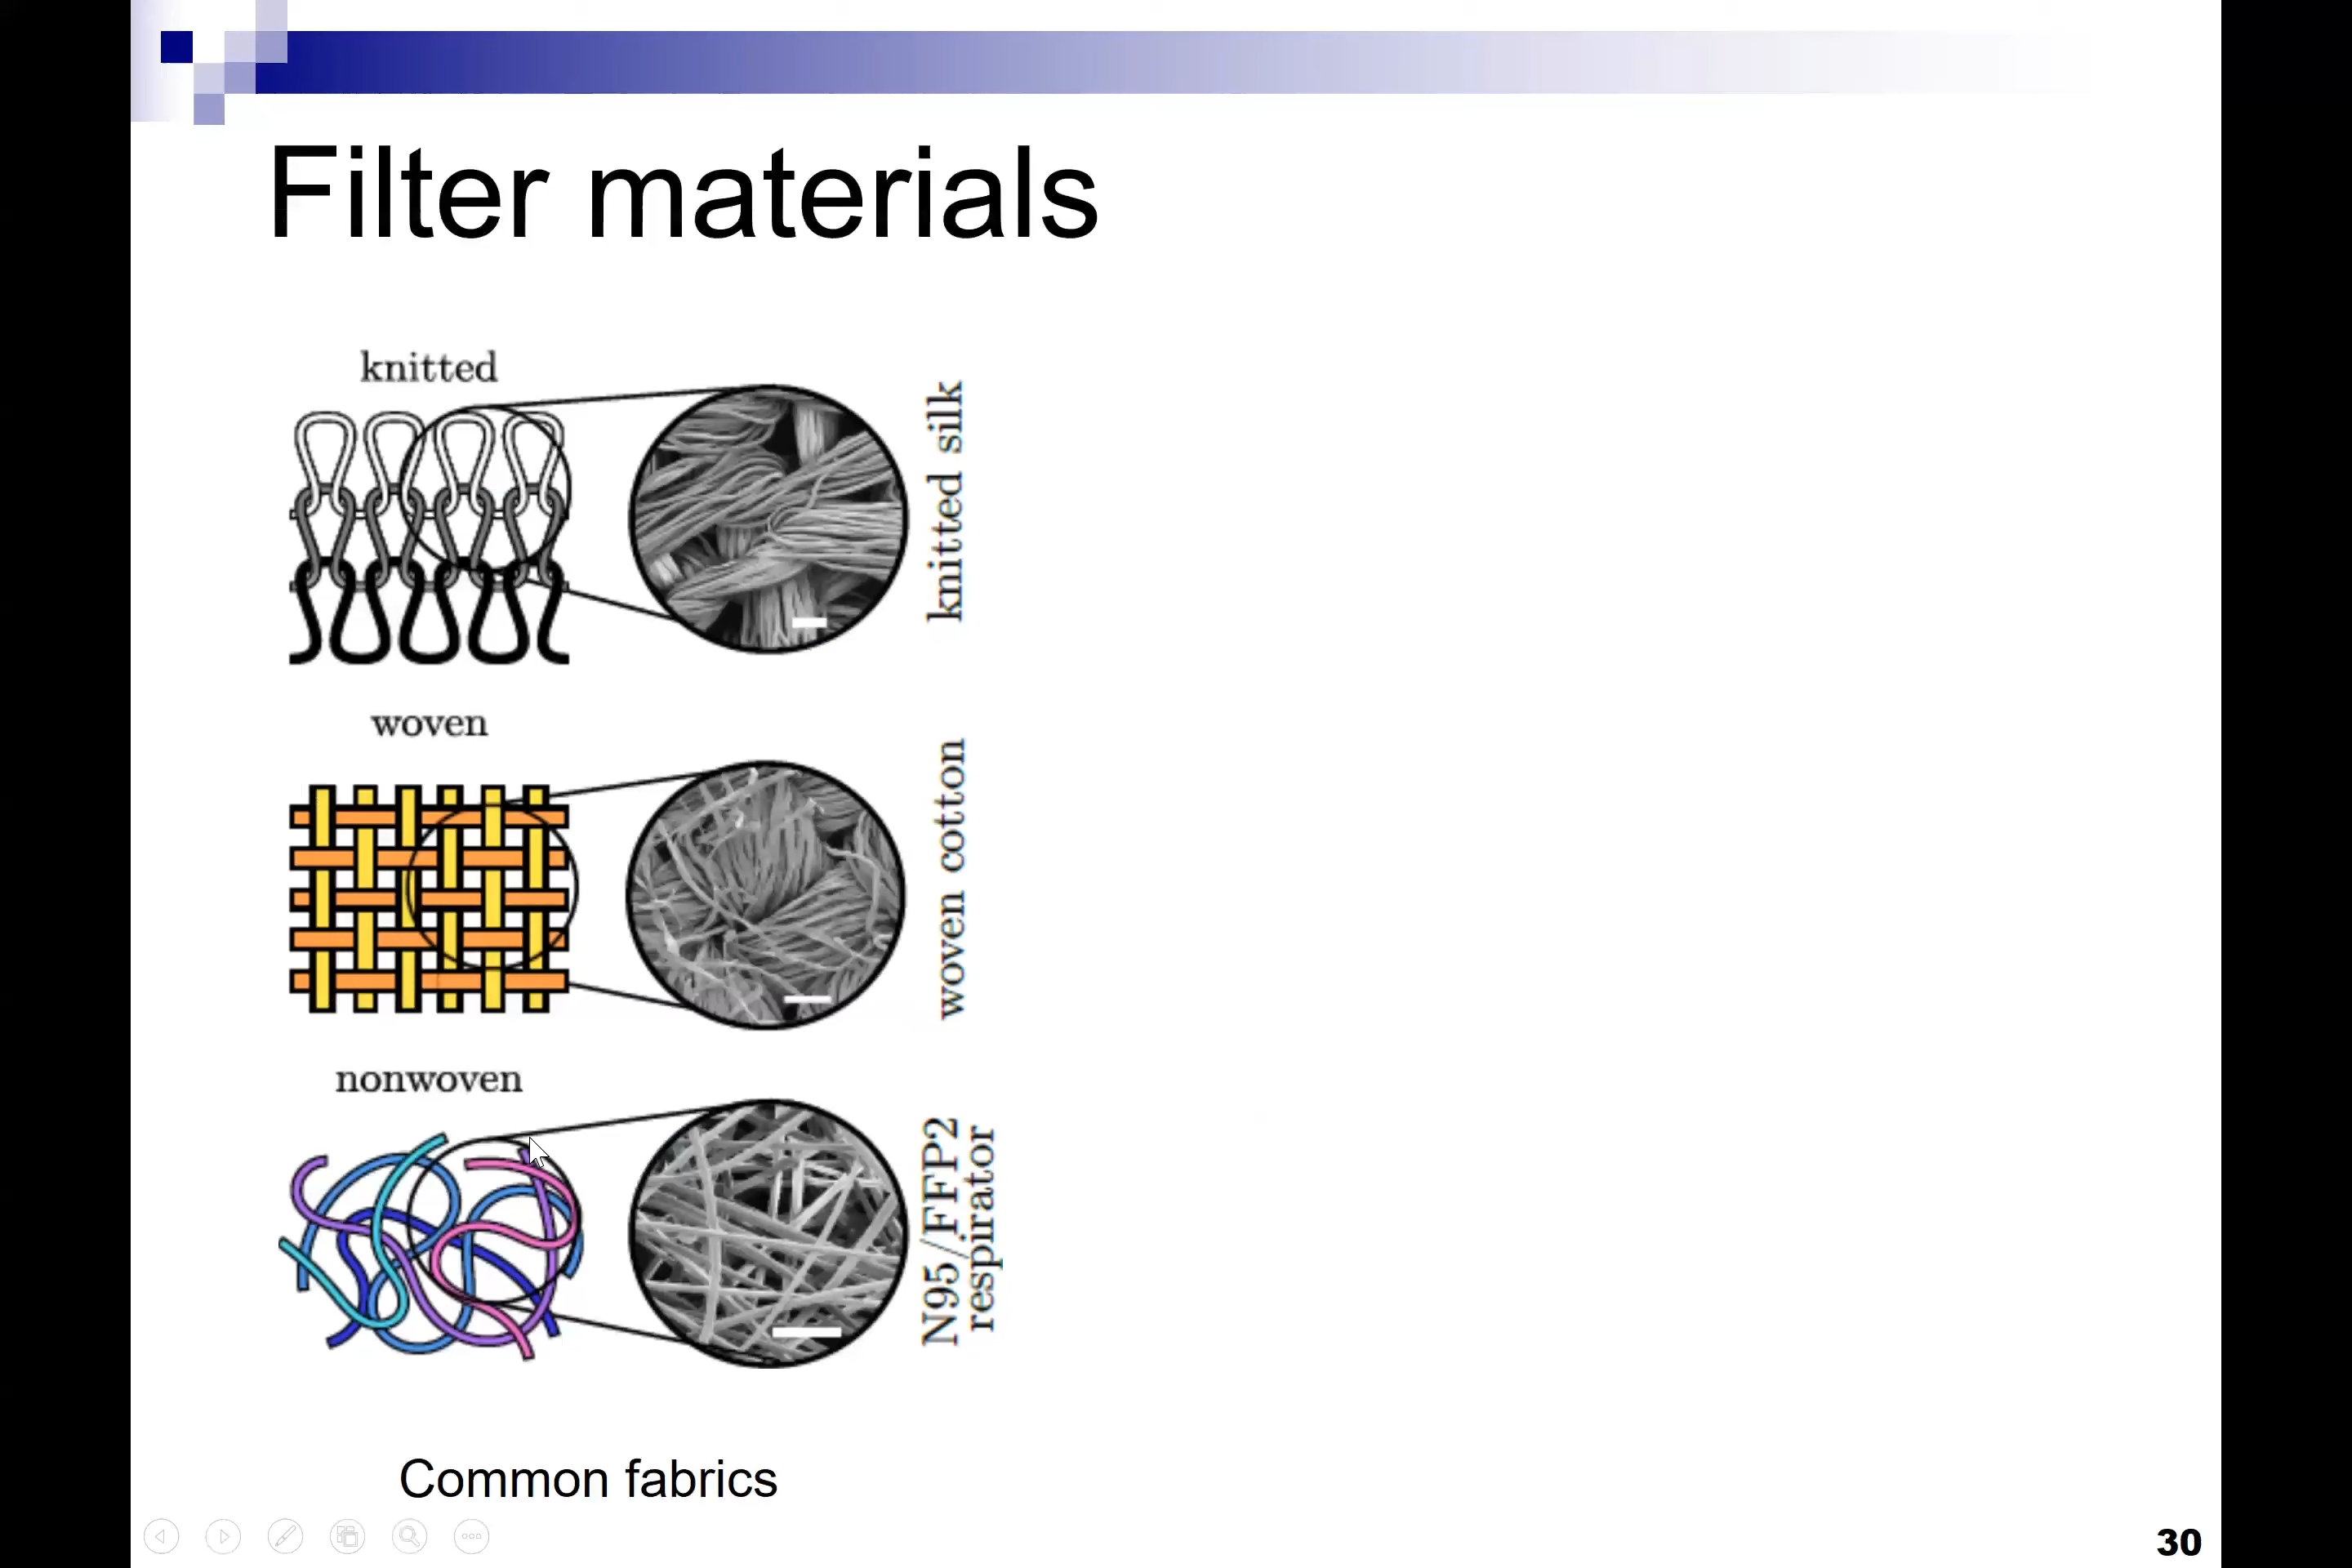 Filter materials
knitted
knitted silk
woven
woven cotton
nonwoven
N95/FFP2
respirator
Common fabrics
30